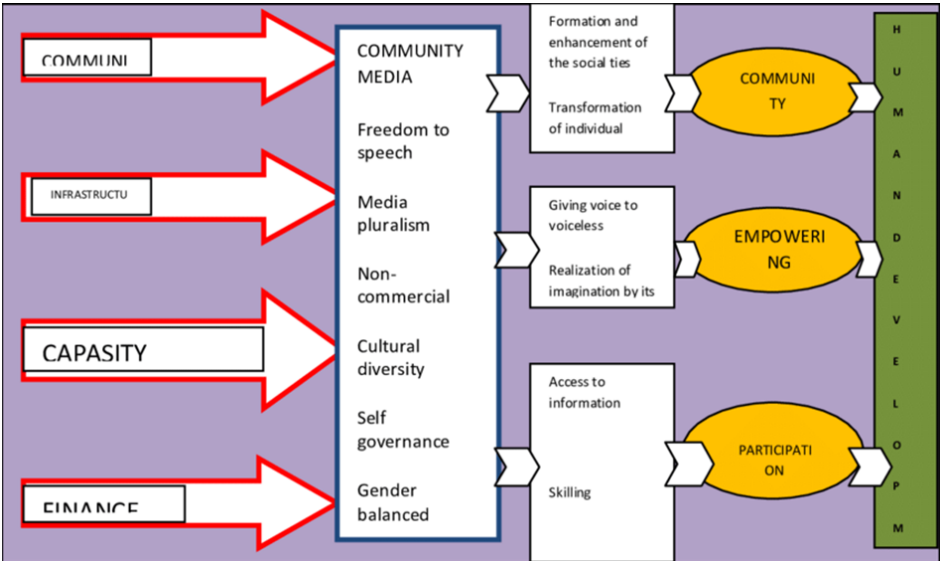 COMMUNI
INFRASTRUCTU
CAPASITY
FINANCE
COMMUNITY
MEDIA
Freedom to
speech
Media
pluralism
Non-
commercial
Cultural
diversity
Self
governance
Gender
balanced
Formation and
enhancement of
the social ties
Transformation
of individual
Giving voice to
voiceless
Realization of
imagination by its
Access to
information
Skilling
COMMUNI
TY
EMPOWERI
NG
PARTICIPATI
ON
H
U
M
A
N
D
E
V
E
L
O
P
M